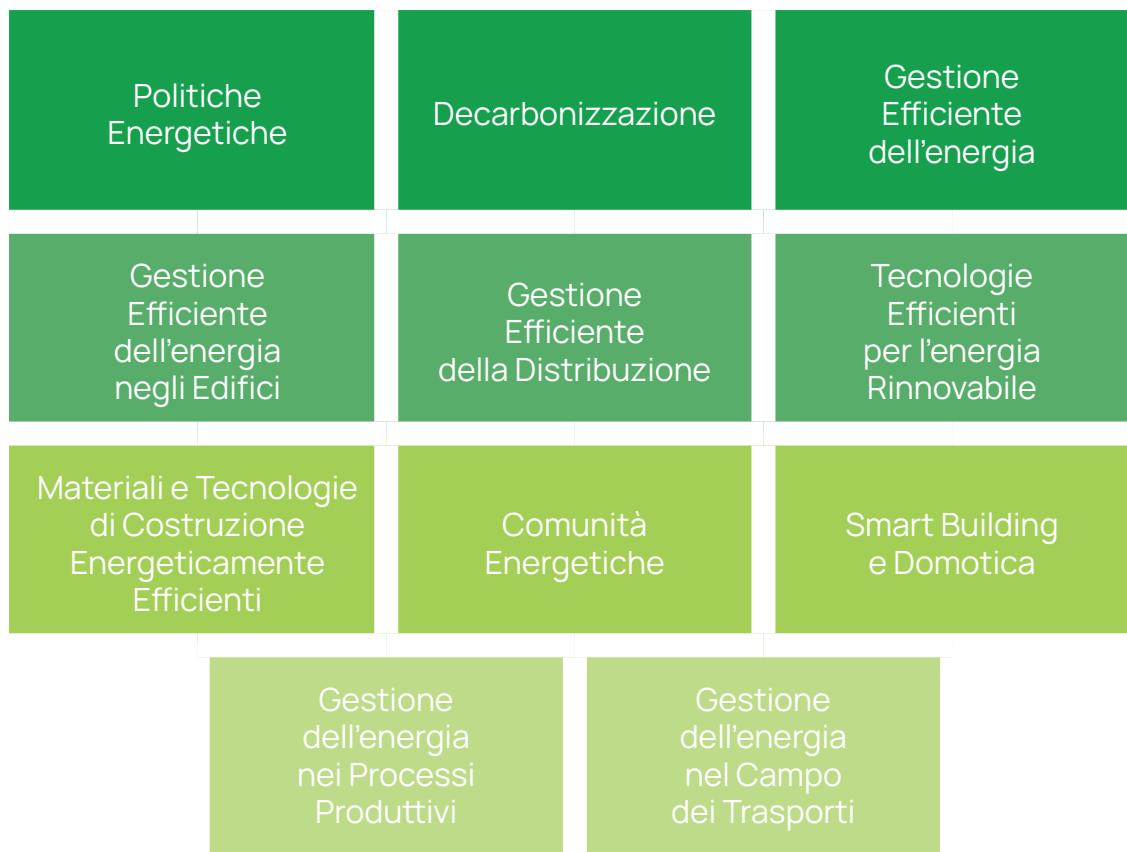 Politiche
Energetiche
Decarbonizzazione
Gestione
Efficiente
dell'energia
Gestione
Efficiente
dell'energia
negli Edifici
Gestione
Efficiente
della Distribuzione
Tecnologie
Efficienti
per l'energia
Rinnovabile
Materiali e Tecnologie
di Costruzione
Energeticamente
Efficienti
Comunità
Energetiche
Smart Building
e Domotica
Gestione
dell'energia
nei Processi
Produttivi
Gestione
dell'energia
nel Campo
dei Trasporti